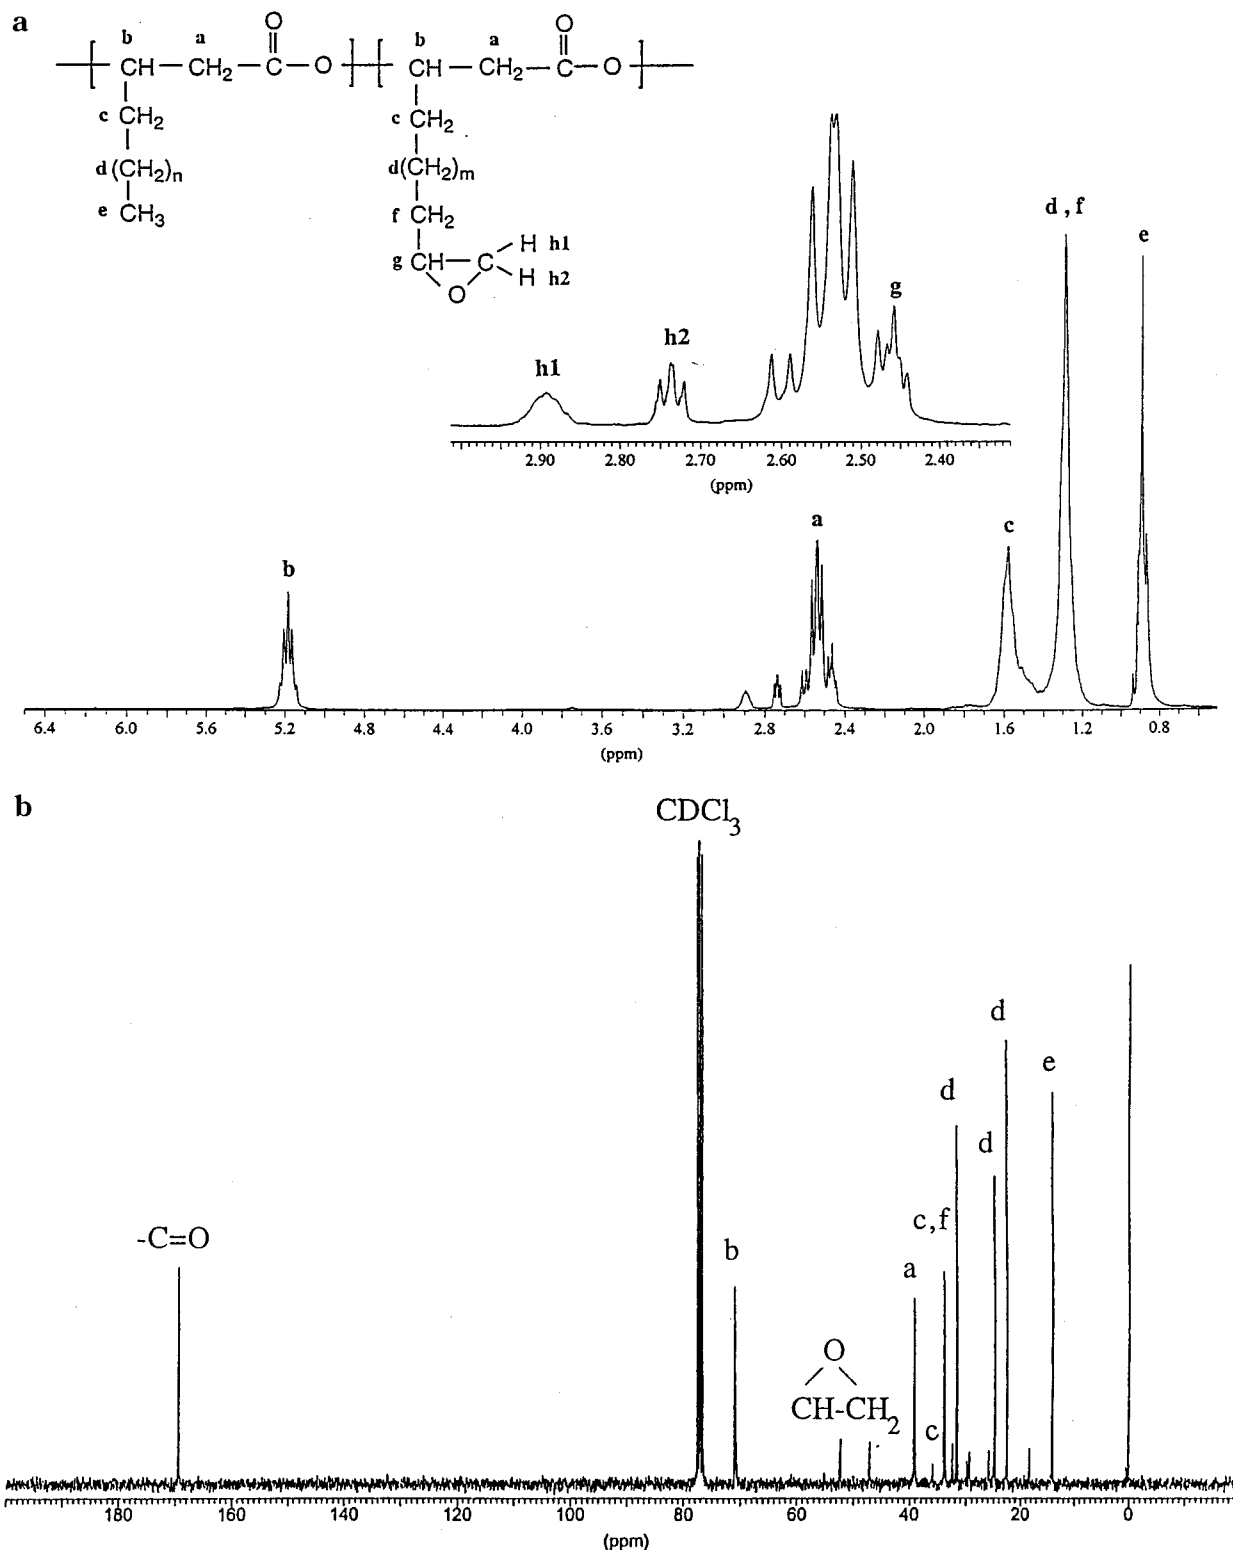 a
b a O b a O
CH CH₂ C O CH CH₂ C O
c CH₂ c CH₂
d (CH₂)n d (CH₂)m
e CH₃ f CH₂
g CH C H h1
H h2
O
h1 h2 g
2.90 2.80 2.70 2.60 2.50 2.40
(ppm)
d , f
e
b a c
6.4 6.0 5.6 5.2 4.8 4.4 4.0 3.6 3.2 2.8 2.4 2.0 1.6 1.2 0.8
(ppm)
b
CDCl₃
d
e
d
d
-C=O
c,f
b
a
O
CH-CH₂
c
180 160 140 120 100 80 60 40 20 0
(ppm)